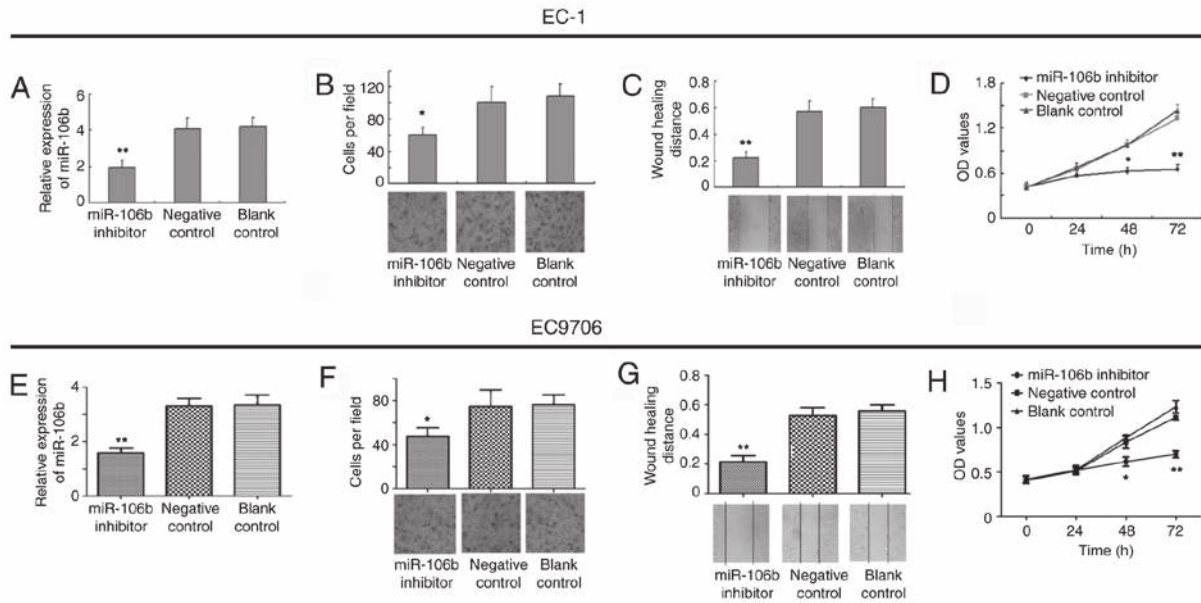 EC-1
A
Relative expression
of miR-106b
6
4
2
0
**
miR-106b
inhibitor
Negative
control
Blank
control
B
Cells per field
120
80
40
0
*
miR-106b
inhibitor
Negative
control
Blank
control
C
Wound healing
distance
0.8
0.6
0.4
0.2
0
**
miR-106b
inhibitor
Negative
control
Blank
control
D
OD values
1.8
1.2
0.6
0
miR-106b inhibitor
Negative control
Blank control
*
**
0 24 48 72
Time (h)
EC9706
E
Relative expression
of miR-106b
4
2
0
**
miR-106b
inhibitor
Negative
control
Blank
control
F
Cells per field
80
40
0
*
miR-106b
inhibitor
Negative
control
Blank
control
G
Wound healing
distance
0.8
0.6
0.4
0.2
0
**
miR-106b
inhibitor
Negative
control
Blank
control
H
OD values
1.5
1.0
0.5
0
miR-106b inhibitor
Negative control
Blank control
*
**
0 24 48 72
Time (h)